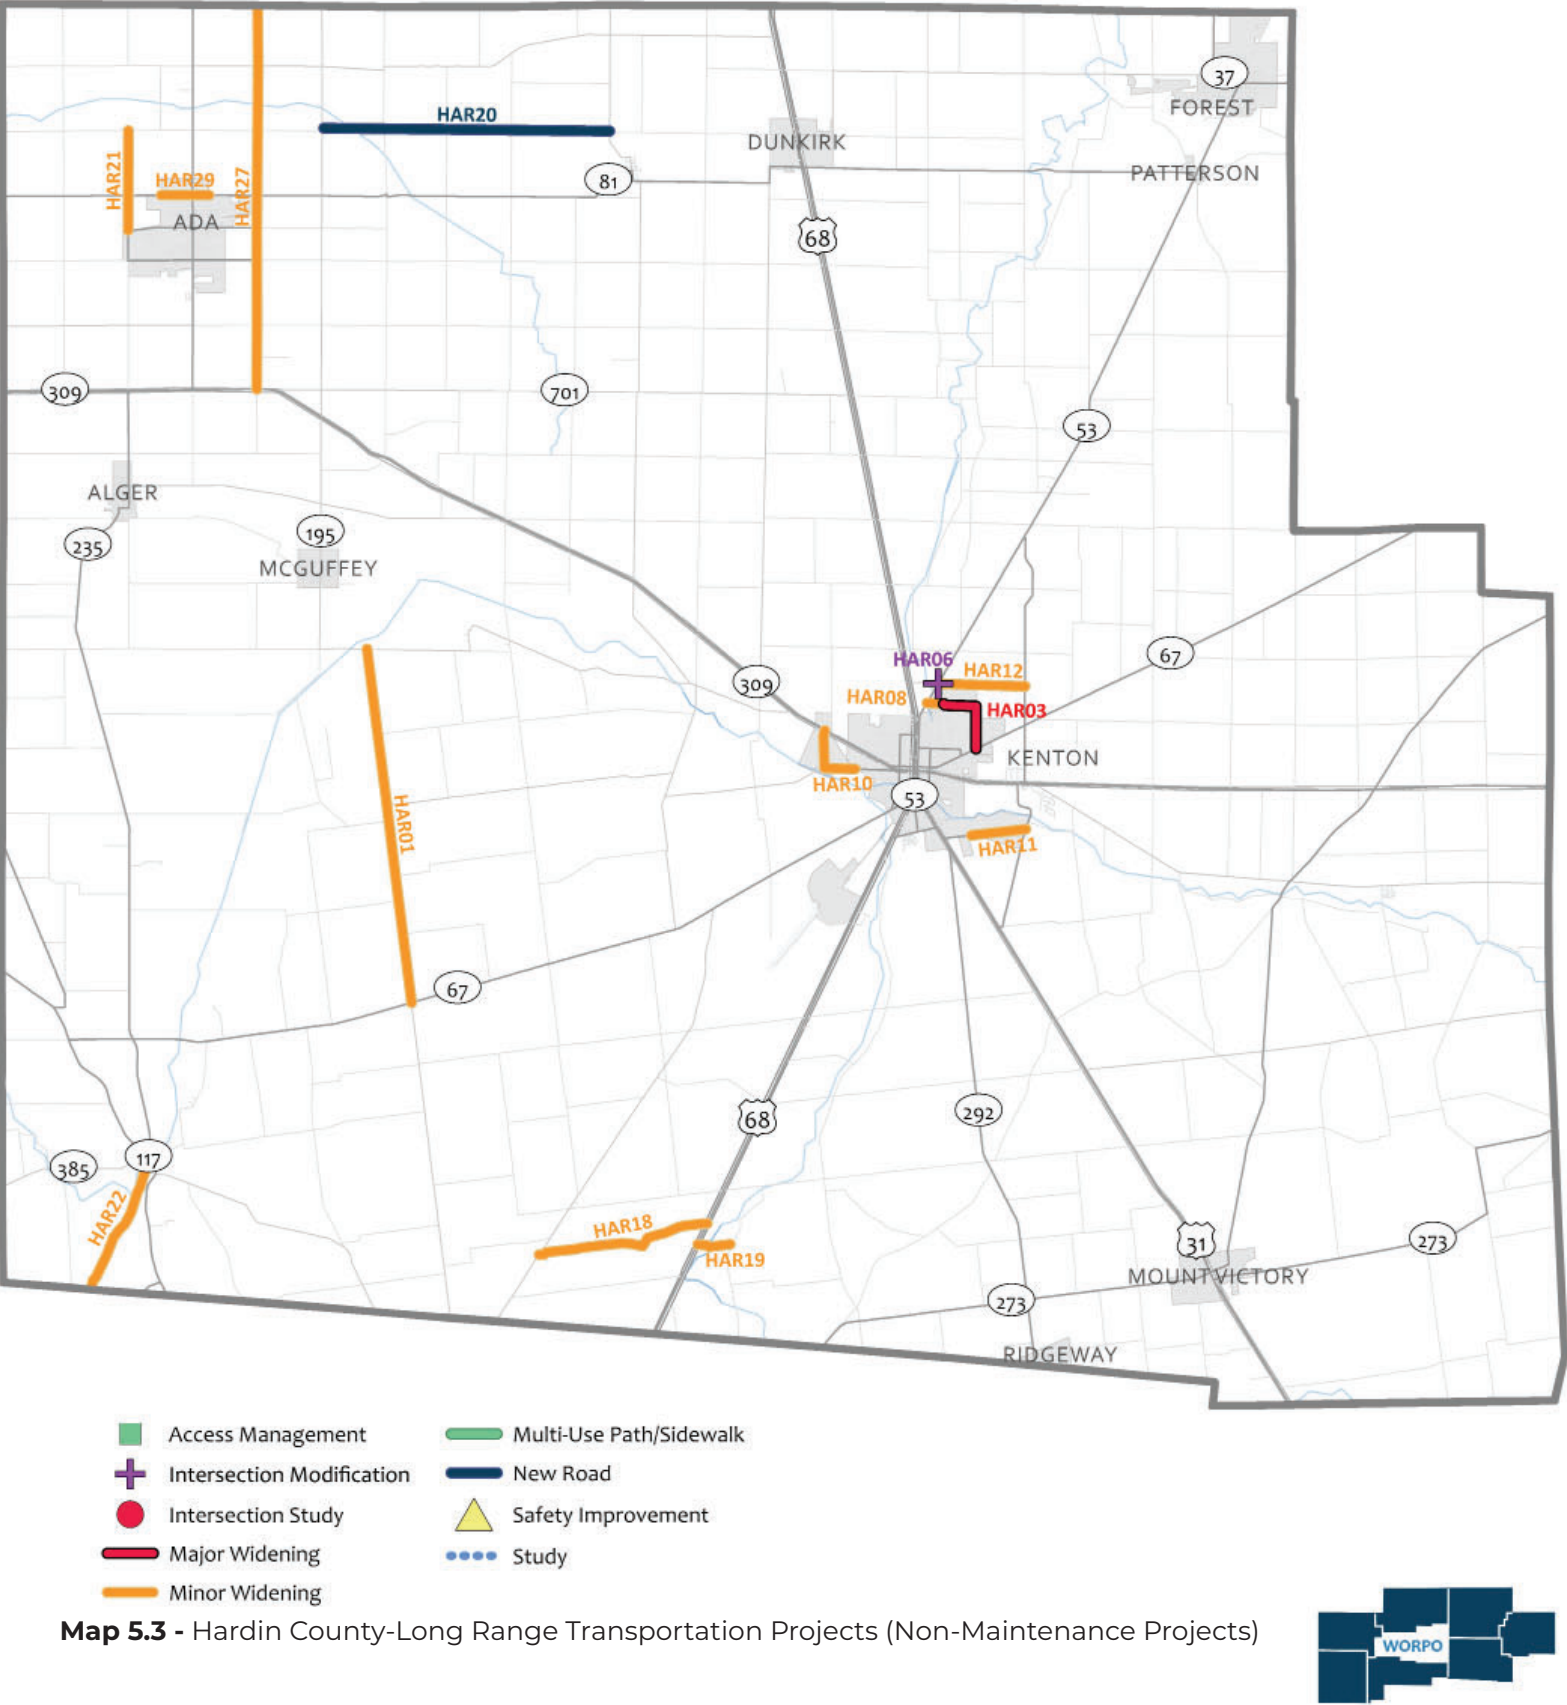 37
FOREST
HAR20
DUNKIRK
PATTERSON
81
HAR21
HAR29
HAR27
ADA
68
309
701
53
ALGER
195
235
MCGUFFEY
HAR06
67
HAR12
309
HAR08
HAR03
KENTON
HAR10
53
HAR01
HAR11
67
68
292
117
385
HAR22
HAR18
HAR19
31
273
MOUNT VICTORY
273
RIDGEWAY
Access Management
Multi-Use Path/Sidewalk
Intersection Modification
New Road
Intersection Study
Safety Improvement
Major Widening
Study
Minor Widening
Map 5.3 - Hardin County-Long Range Transportation Projects (Non-Maintenance Projects)
WORPO